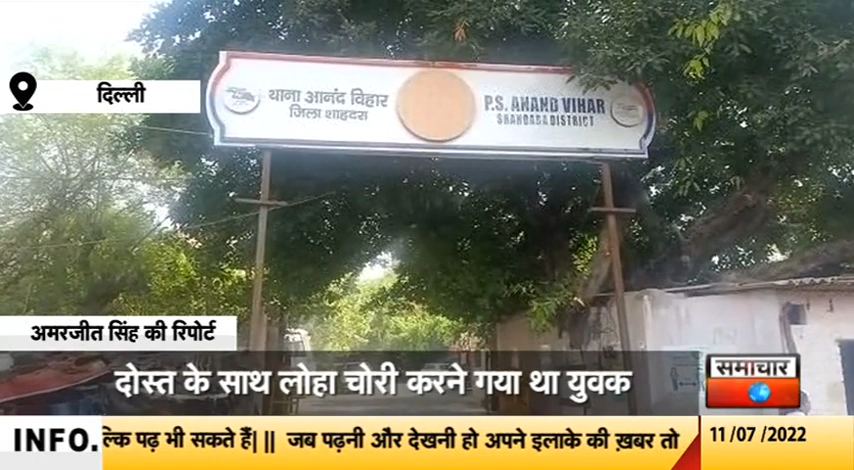 दिल्ली
थाना आनंद विहार
जिला शाहदरा
P.S. ANAND VIHAR
SHAHDARA DISTRICT
अमरजीत सिंह की रिपोर्ट
दोस्त के साथ लोहा चोरी करने गया था युवक
समाचार
INFO. ल्कि पढ़ भी सकते हैं| || जब पढ़नी और देखनी हो अपने इलाके की ख़बर तो 11 /07 /2022